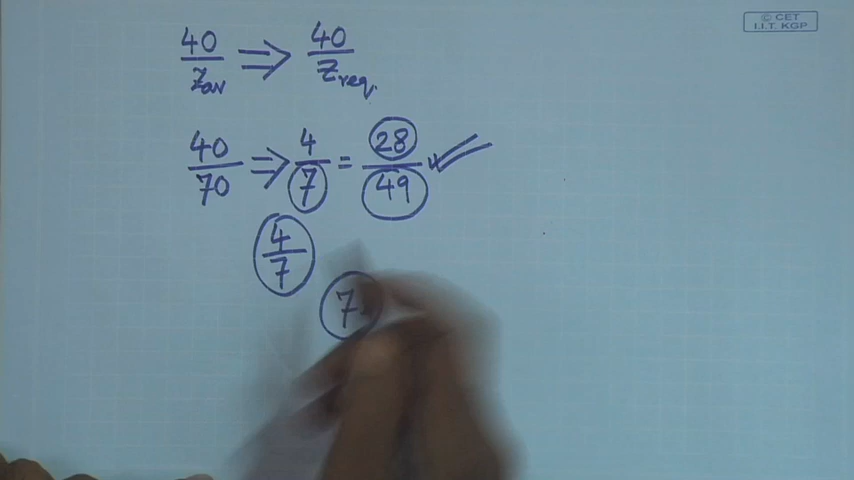 © CET
I.I.T. KGP
40/Zav ⇒ 40/Zreq.
40/70 ⇒ 4/7 = 28/49 ✓
4/7
7